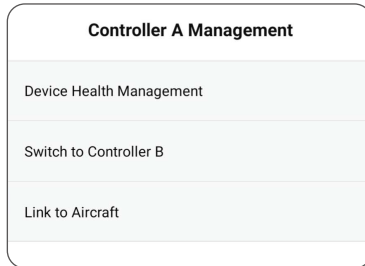 Controller A Management
Device Health Management
Switch to Controller B
Link to Aircraft